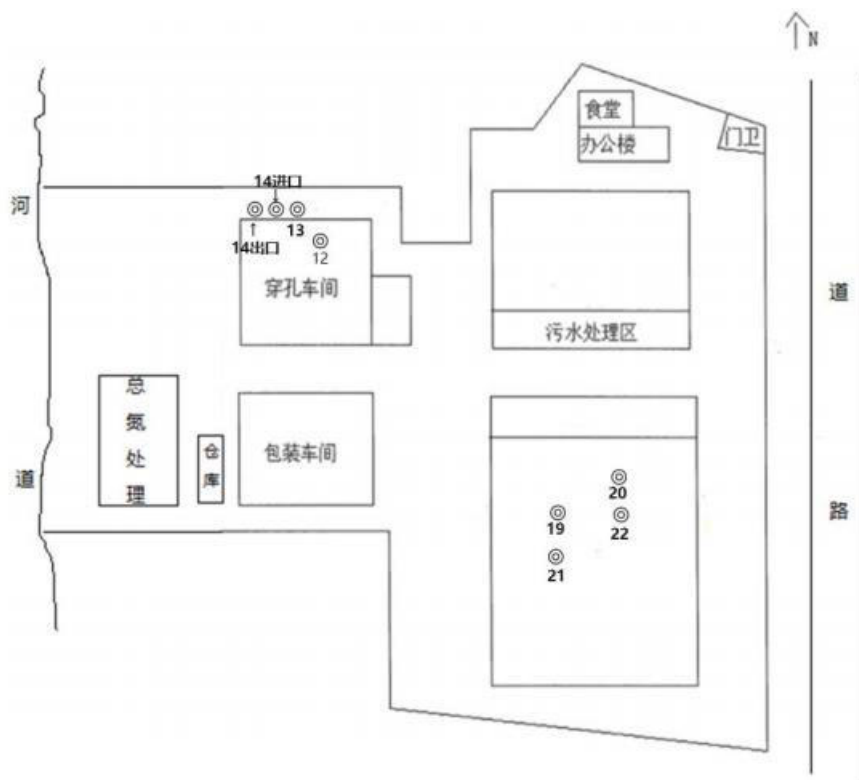 N
食堂
办公楼
门卫
14进口
↓
13
↑
14出口
12
穿孔车间
污水处理区
河
道
道
路
总
氮
处
理
仓
库
包装车间
20
19
22
21